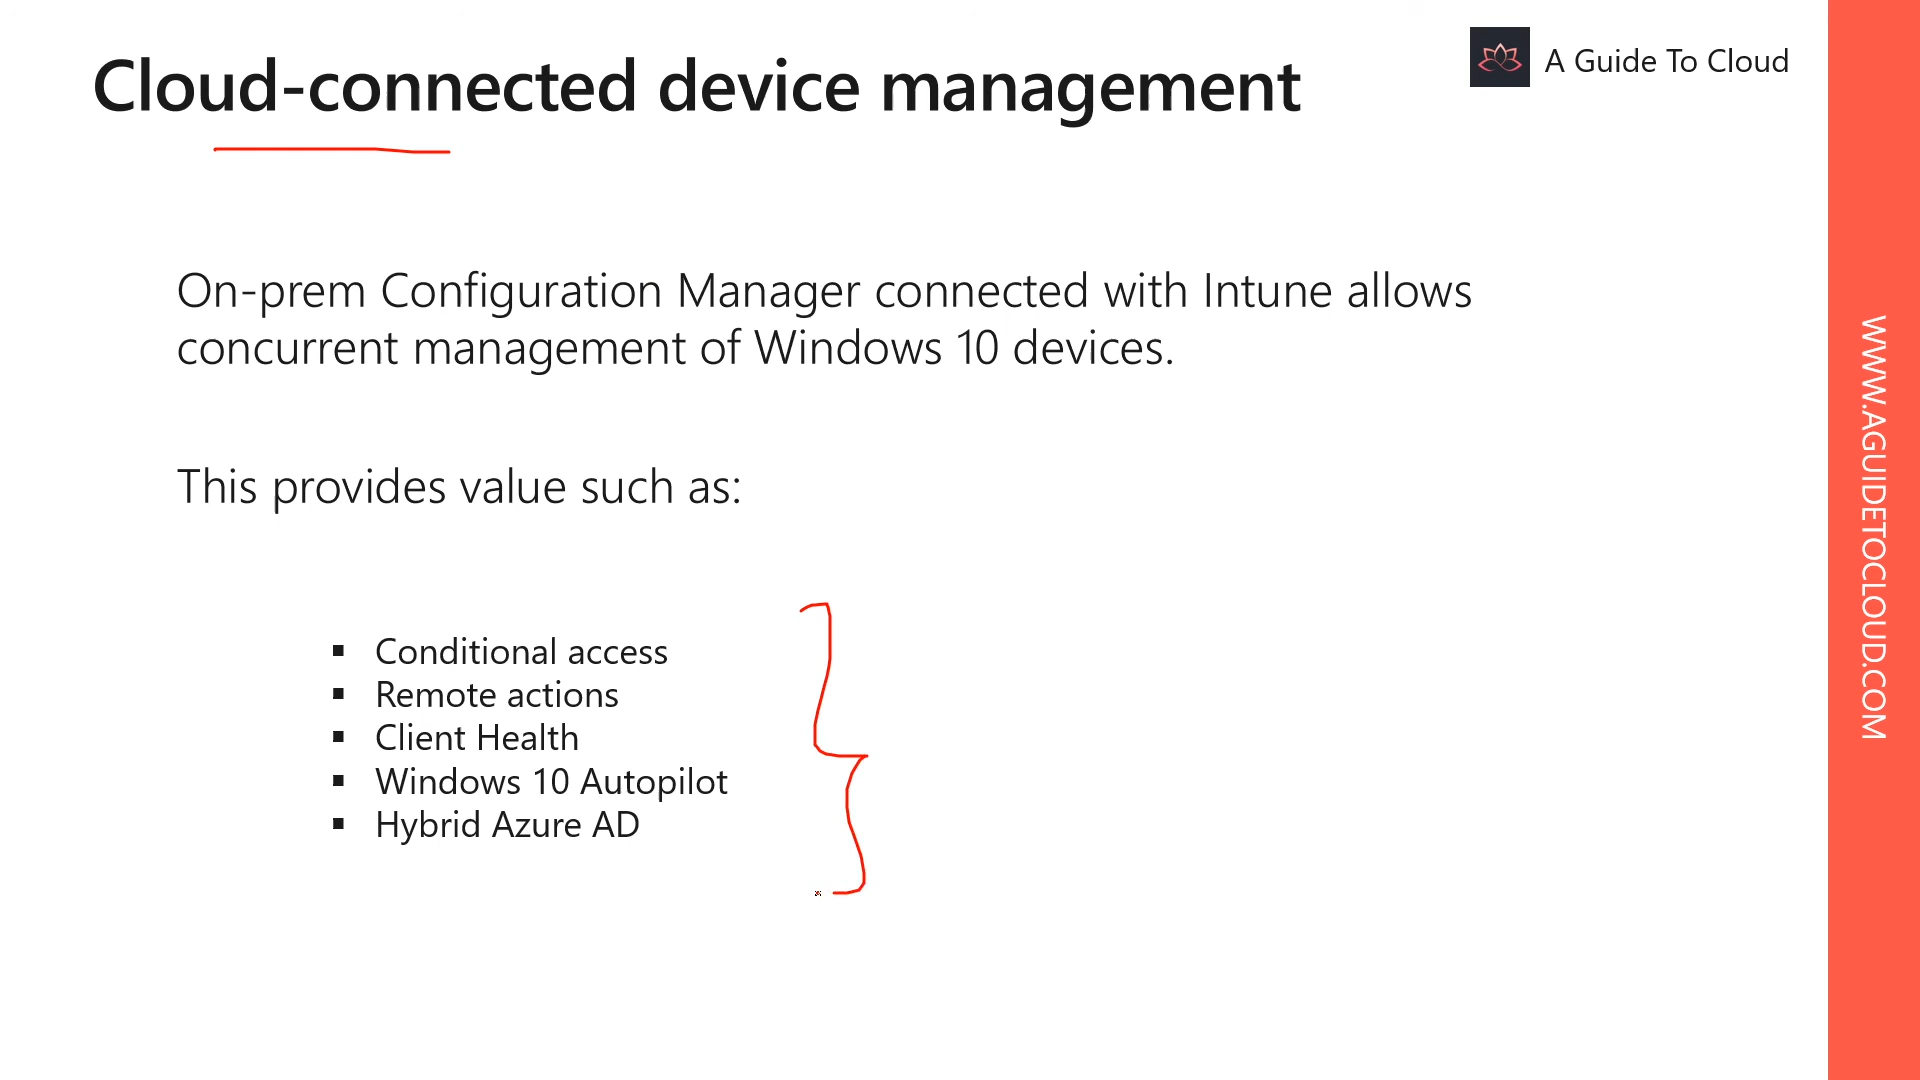 Cloud-connected device management
A Guide To Cloud
On-prem Configuration Manager connected with Intune allows
concurrent management of Windows 10 devices.
This provides value such as:
▪ Conditional access
▪ Remote actions
▪ Client Health
▪ Windows 10 Autopilot
▪ Hybrid Azure AD
WWW.AGUIDETOCLOUD.COM